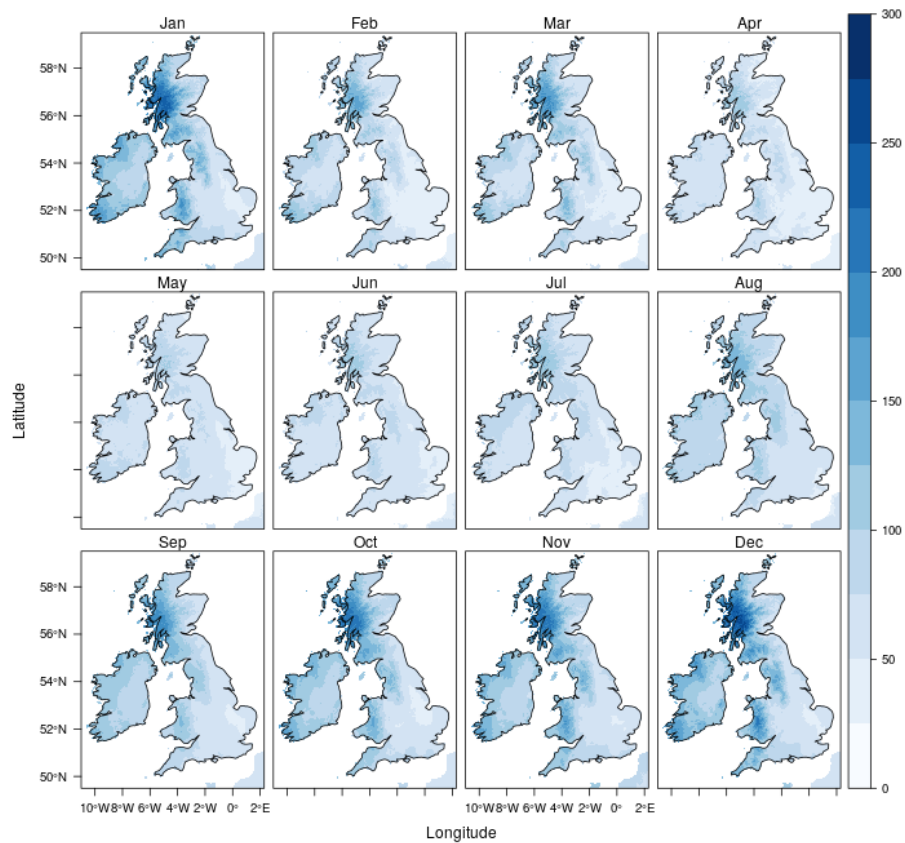 Jan Feb Mar Apr
300
58°N
56°N
250
54°N
52°N
50°N
200
May Jun Jul Aug
Latitude
150
100
Sep Oct Nov Dec
58°N
56°N
50
54°N
52°N
50°N
0
10°W 8°W 6°W 4°W 2°W 0° 2°E 10°W 8°W 6°W 4°W 2°W 0° 2°E
Longitude